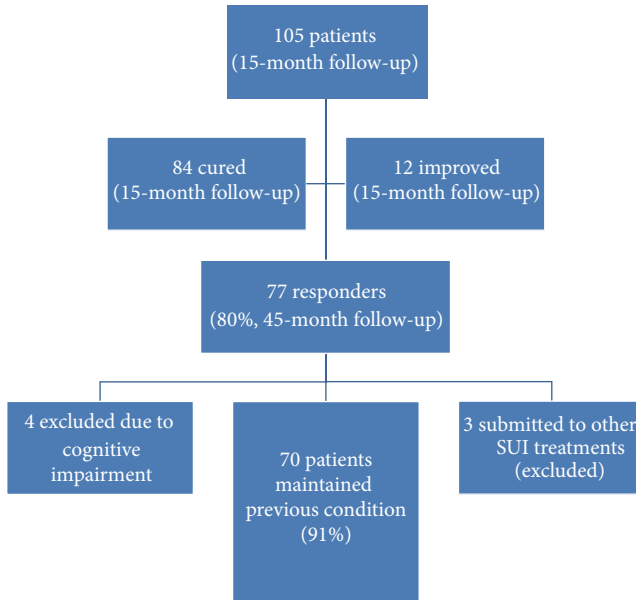 105 patients
(15-month follow-up)
84 cured
(15-month follow-up)
12 improved
(15-month follow-up)
77 responders
(80%, 45-month follow-up)
4 excluded due to
cognitive
impairment
70 patients
maintained
previous condition
(91%)
3 submitted to other
SUI treatments
(excluded)